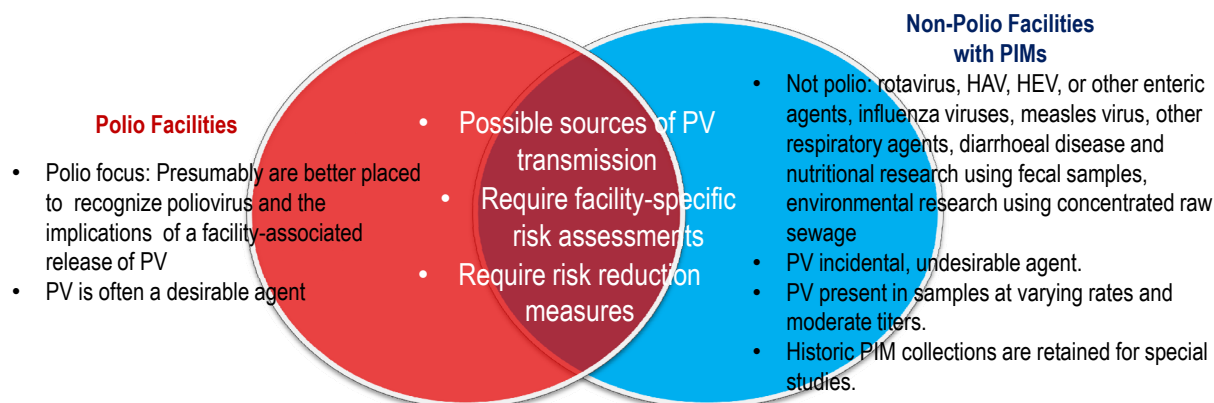 Polio Facilities
• Polio focus: Presumably are better placed
to recognize poliovirus and the
implications of a facility-associated
release of PV
• PV is often a desirable agent
• Possible sources of PV
transmission
• Require facility-specific
risk assessments
• Require risk reduction
measures
Non-Polio Facilities
with PIMs
• Not polio: rotavirus, HAV, HEV, or other enteric
agents, influenza viruses, measles virus, other
respiratory agents, diarrhoeal disease and
nutritional research using fecal samples,
environmental research using concentrated raw
sewage
• PV incidental, undesirable agent.
• PV present in samples at varying rates and
moderate titers.
• Historic PIM collections are retained for special
studies.